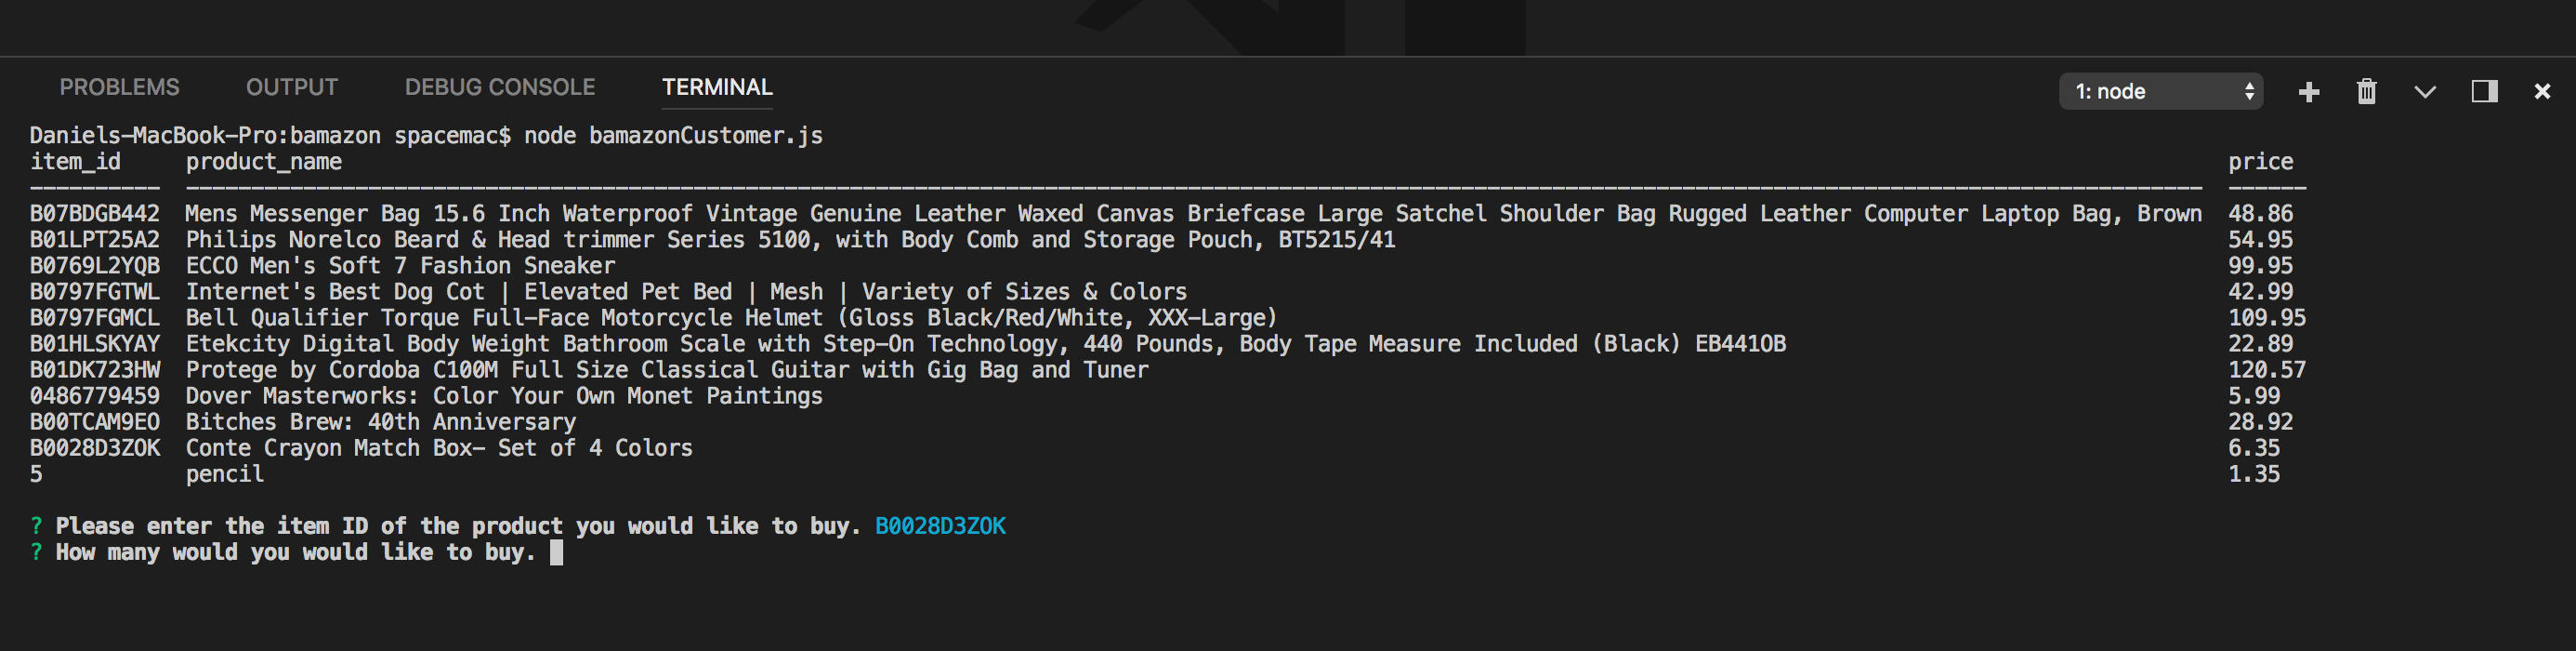 PROBLEMS OUTPUT DEBUG CONSOLE TERMINAL 1: node
Daniels-MacBook-Pro:bamazon spacemac$ node bamazonCustomer.js
item_id product_name price
---------- ----------------------------------------------------------------------------------------------------------------------------------------------------------- ------
B07BDGB442 Mens Messenger Bag 15.6 Inch Waterproof Vintage Genuine Leather Waxed Canvas Briefcase Large Satchel Shoulder Bag Rugged Leather Computer Laptop Bag, Brown 48.86
B01LPT25A2 Philips Norelco Beard & Head trimmer Series 5100, with Body Comb and Storage Pouch, BT5215/41 54.95
B0769L2YQB ECCO Men's Soft 7 Fashion Sneaker 99.95
B0797FGTWL Internet's Best Dog Cot | Elevated Pet Bed | Mesh | Variety of Sizes & Colors 42.99
B0797FGMCL Bell Qualifier Torque Full-Face Motorcycle Helmet (Gloss Black/Red/White, XXX-Large) 109.95
B01HLSKYAY Etekcity Digital Body Weight Bathroom Scale with Step-On Technology, 440 Pounds, Body Tape Measure Included (Black) EB4410B 22.89
B01DK723HW Protege by Cordoba C100M Full Size Classical Guitar with Gig Bag and Tuner 120.57
0486779459 Dover Masterworks: Color Your Own Monet Paintings 5.99
B00TCAM9EO Bitches Brew: 40th Anniversary 28.92
B0028D3ZOK Conte Crayon Match Box- Set of 4 Colors 6.35
5 pencil 1.35
? Please enter the item ID of the product you would like to buy. B0028D3ZOK
? How many would you would like to buy.